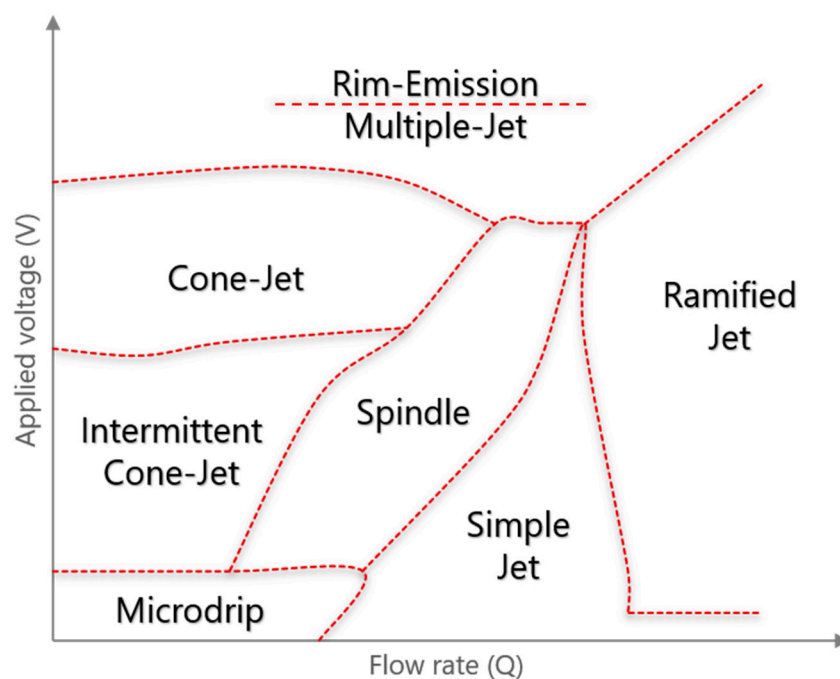 Rim-Emission
Multiple-Jet
Cone-Jet
Ramified
Jet
Spindle
Intermittent
Cone-Jet
Simple
Jet
Microdrip
Applied voltage (V)
Flow rate (Q)